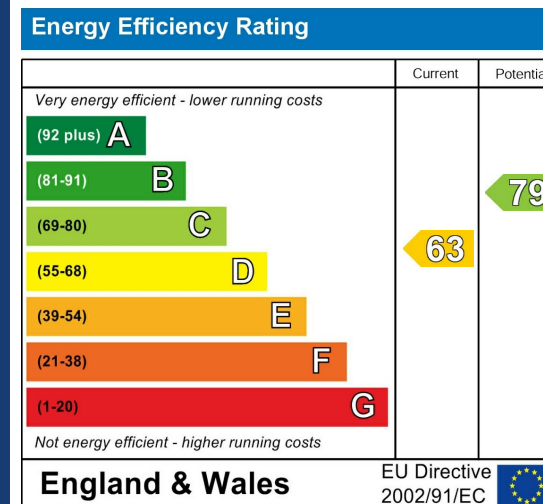 Energy Efficiency Rating
Current Potentia
Very energy efficient - lower running costs
(92 plus) A
(81-91) B
79
(69-80) C
63
(55-68) D
(39-54) E
(21-38) F
(1-20) G
Not energy efficient - higher running costs
England & Wales
EU Directive
2002/91/EC